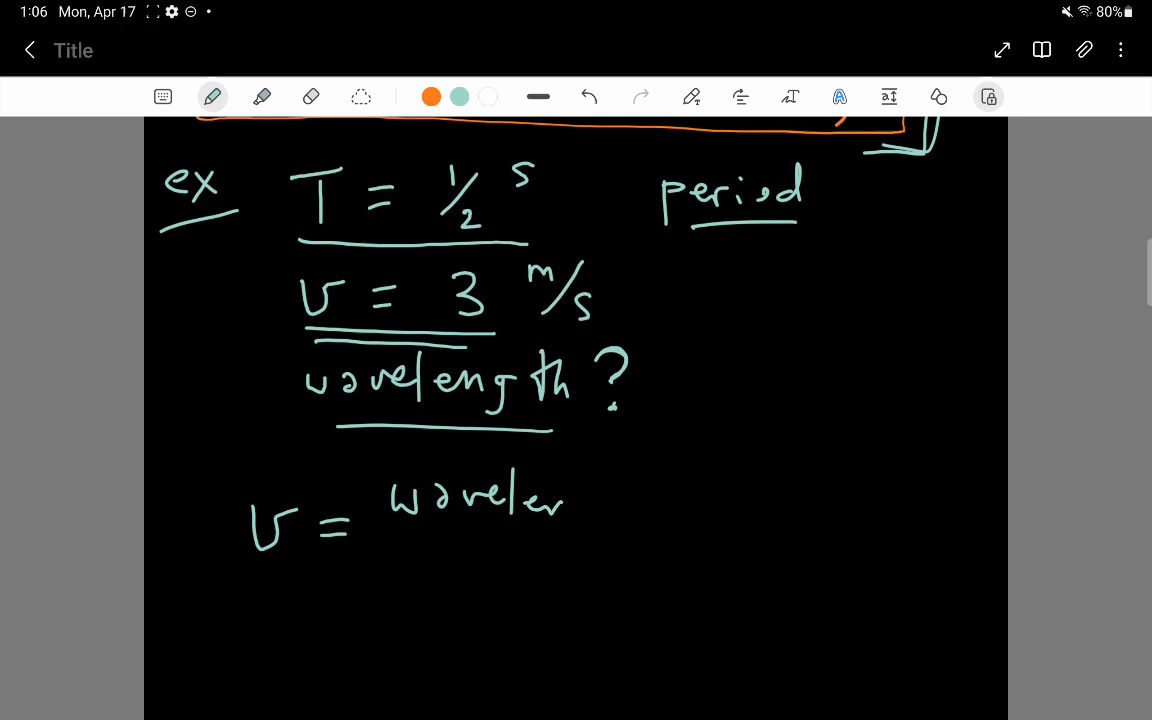 1:06 Mon, Apr 17
80%
Title
ex T = 1/2 s period
v = 3 m/s
wavelength?
wavelen
v =